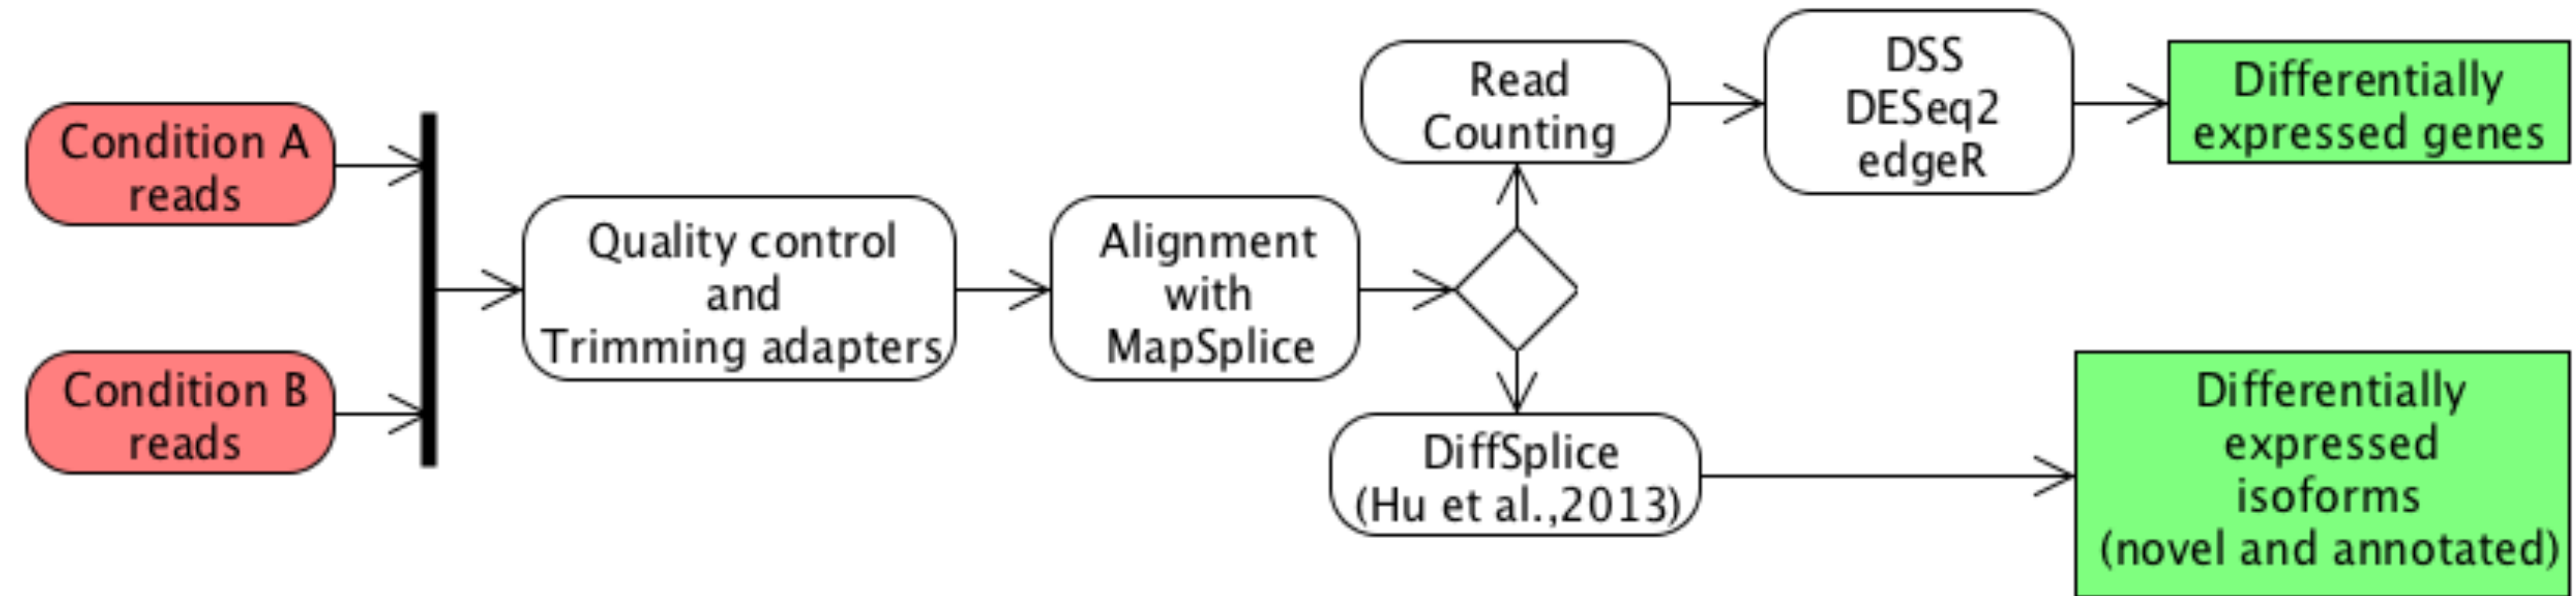 Condition A
reads
Condition B
reads
Quality control
and
Trimming adapters
Alignment
with
MapSplice
Read
Counting
DSS
DESeq2
edgeR
Differentially
expressed genes
DiffSplice
(Hu et al.,2013)
Differentially
expressed
isoforms
(novel and annotated)